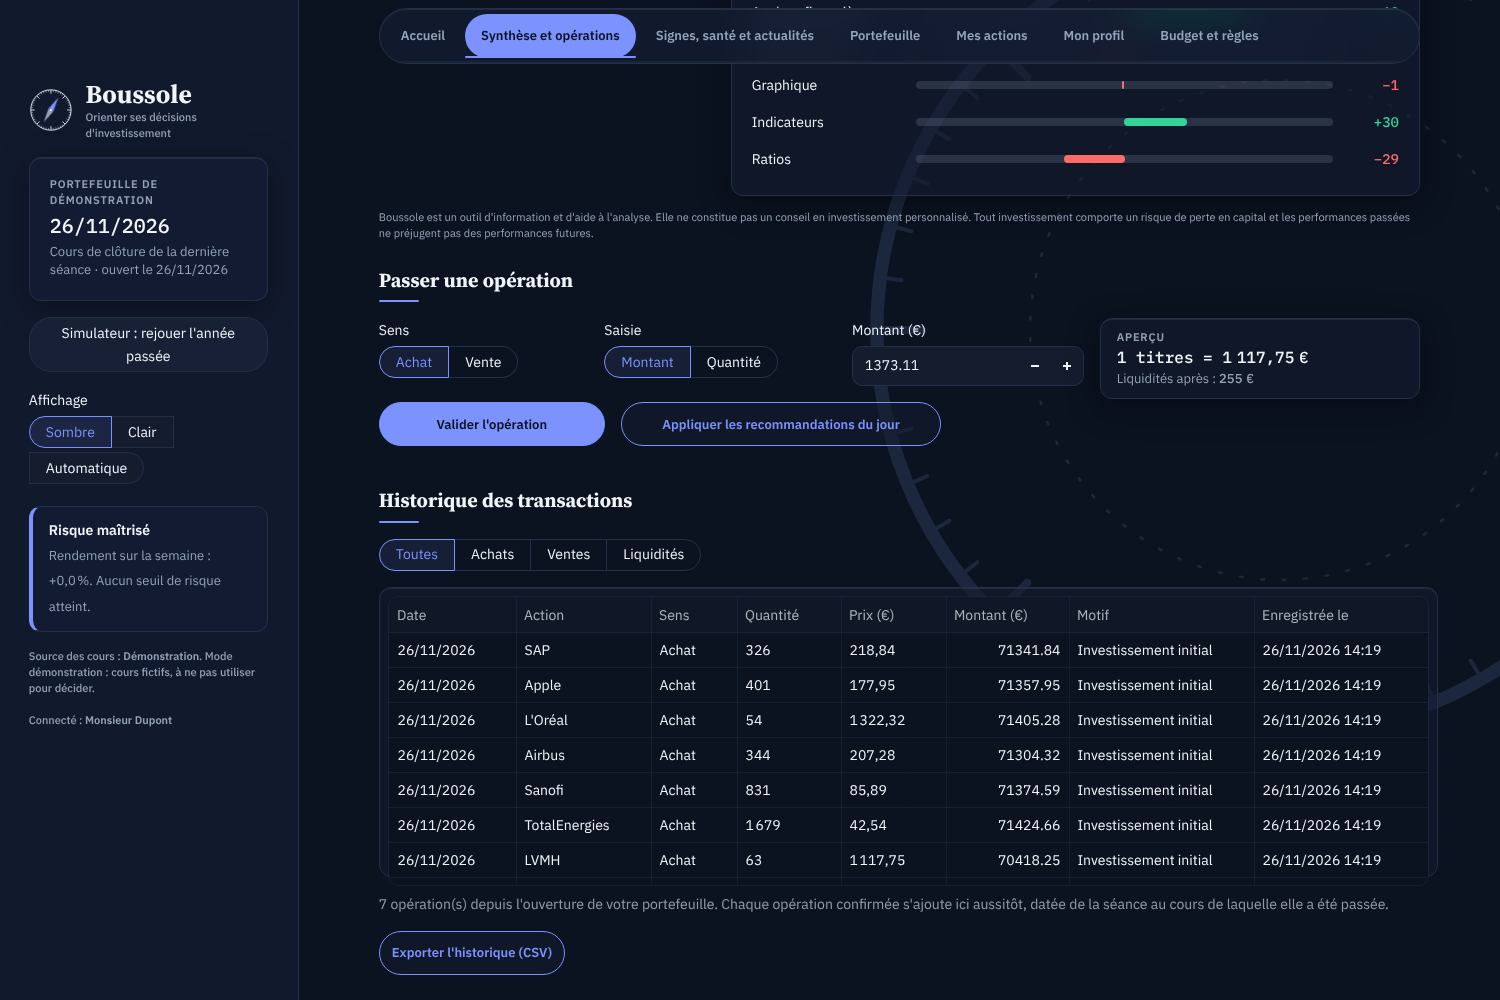 Boussole
Orienter ses décisions
d'investissement
PORTEFEUILLE DE
DÉMONSTRATION
26/11/2026
Cours de clôture de la dernière
séance · ouvert le 26/11/2026
Simulateur : rejouer l'année
passée
Affichage
Sombre Clair
Automatique
Risque maîtrisé
Rendement sur la semaine :
+0,0 %. Aucun seuil de risque
atteint.
Source des cours : Démonstration. Mode
démonstration : cours fictifs, à ne pas utiliser
pour décider.
Connecté : Monsieur Dupont
Accueil Synthèse et opérations Signes, santé et actualités Portefeuille Mes actions Mon profil Budget et règles
Graphique −1
Indicateurs +30
Ratios −29
Boussole est un outil d'information et d'aide à l'analyse. Elle ne constitue pas un conseil en investissement personnalisé. Tout investissement comporte un risque de perte en capital et les performances passées
ne préjugent pas des performances futures.
Passer une opération
Sens Saisie Montant (€)
Achat Vente Montant Quantité 1373.11 − +
APERÇU
1 titres = 1 117,75 €
Liquidités après : 255 €
Valider l'opération Appliquer les recommandations du jour
Historique des transactions
Toutes Achats Ventes Liquidités
Date Action Sens Quantité Prix (€) Montant (€) Motif Enregistrée le
26/11/2026 SAP Achat 326 218,84 71341.84 Investissement initial 26/11/2026 14:19
26/11/2026 Apple Achat 401 177,95 71357.95 Investissement initial 26/11/2026 14:19
26/11/2026 L'Oréal Achat 54 1 322,32 71405.28 Investissement initial 26/11/2026 14:19
26/11/2026 Airbus Achat 344 207,28 71304.32 Investissement initial 26/11/2026 14:19
26/11/2026 Sanofi Achat 831 85,89 71374.59 Investissement initial 26/11/2026 14:19
26/11/2026 TotalEnergies Achat 1 679 42,54 71424.66 Investissement initial 26/11/2026 14:19
26/11/2026 LVMH Achat 63 1 117,75 70418.25 Investissement initial 26/11/2026 14:19
7 opération(s) depuis l'ouverture de votre portefeuille. Chaque opération confirmée s'ajoute ici aussitôt, datée de la séance au cours de laquelle elle a été passée.
Exporter l'historique (CSV)